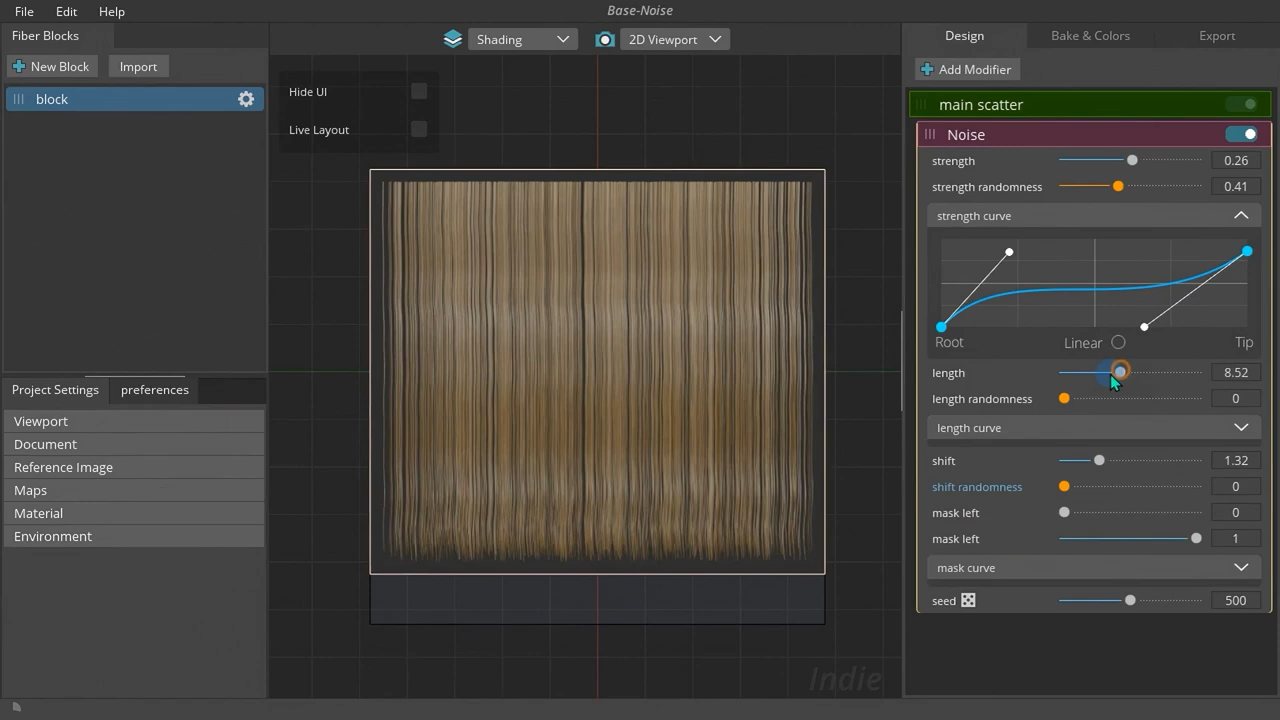 Base-Noise
File Edit Help
Fiber Blocks
New Block Import
block
Project Settings preferences
Viewport
Document
Reference Image
Maps
Material
Environment
Shading 2D Viewport
Hide UI
Live Layout
Indie
Design Bake & Colors Export
Add Modifier
main scatter
Noise
strength 0.26
strength randomness 0.41
strength curve
Root Linear Tip
length 8.52
length randomness 0
length curve
shift 1.32
shift randomness 0
mask left 0
mask left 1
mask curve
seed 500